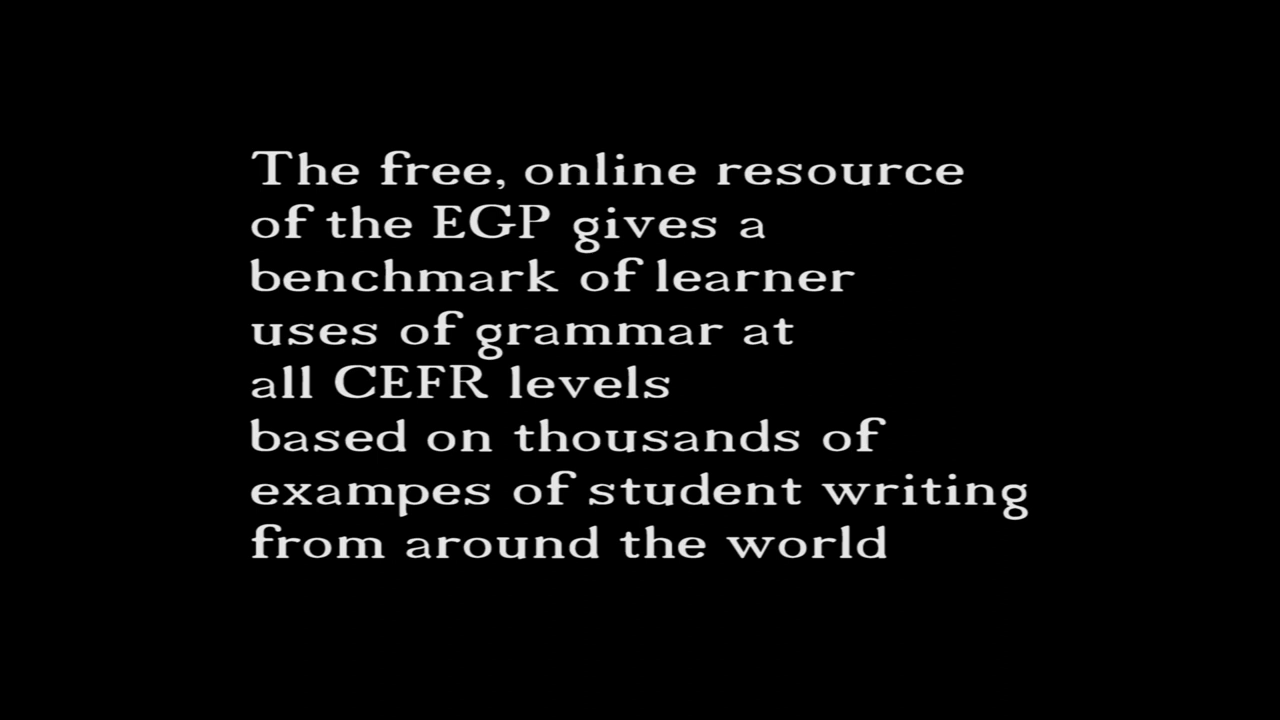 The free, online resource
of the EGP gives a
benchmark of learner
uses of grammar at
all CEFR levels
based on thousands of
exampes of student writing
from around the world